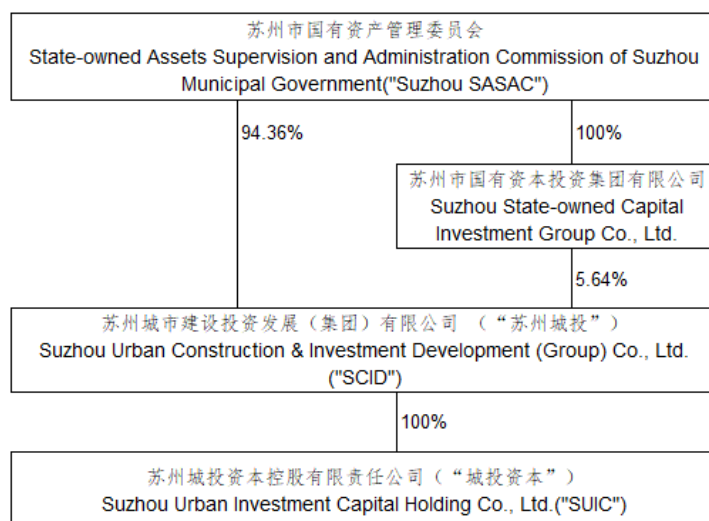 苏州市国有资产管理委员会
State-owned Assets Supervision and Administration Commission of Suzhou
Municipal Government("Suzhou SASAC")
94.36%
100%
苏州市国有资本投资集团有限公司
Suzhou State-owned Capital
Investment Group Co., Ltd.
5.64%
苏州城市建设投资发展（集团）有限公司 （“苏州城投”）
Suzhou Urban Construction & Investment Development (Group) Co., Ltd.
("SCID")
100%
苏州城投资本控股有限责任公司（“城投资本”）
Suzhou Urban Investment Capital Holding Co., Ltd.("SUIC")